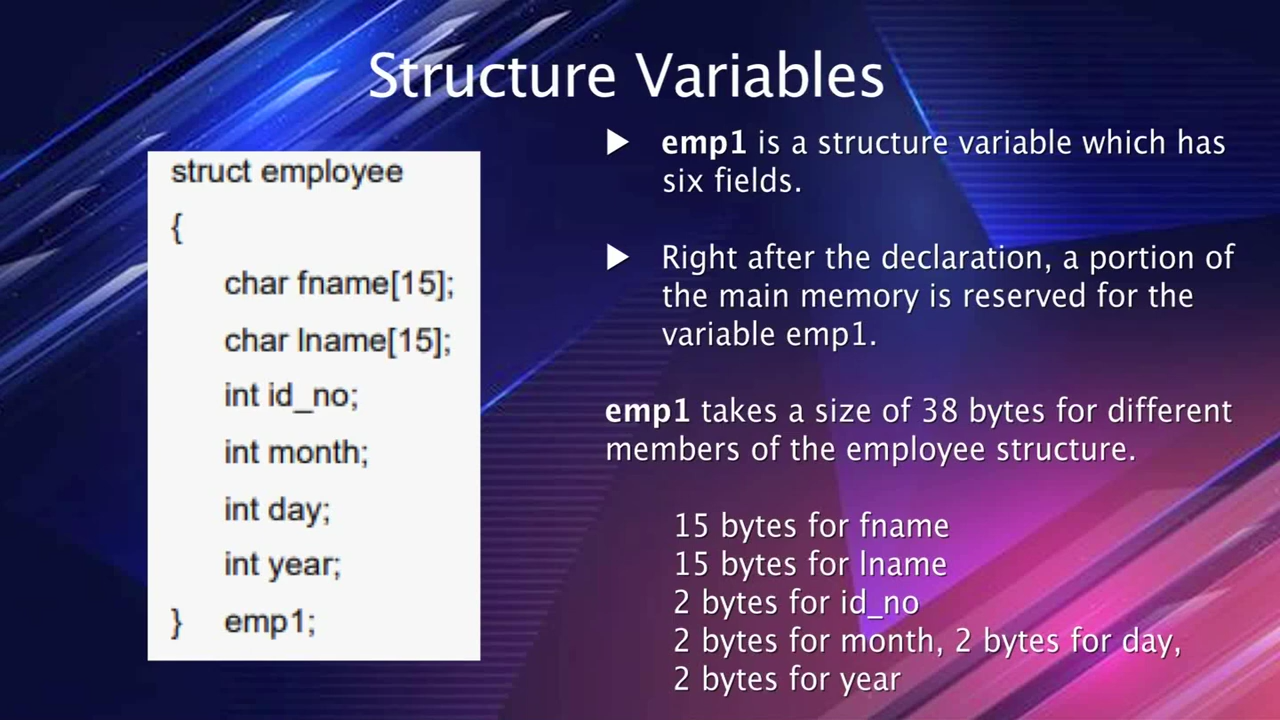 Structure Variables
struct employee
{
char fname[15];
char lname[15];
int id_no;
int month;
int day;
int year;
} emp1;
emp1 is a structure variable which has
six fields.
Right after the declaration, a portion of
the main memory is reserved for the
variable emp1.
emp1 takes a size of 38 bytes for different
members of the employee structure.
15 bytes for fname
15 bytes for lname
2 bytes for id_no
2 bytes for month, 2 bytes for day,
2 bytes for year